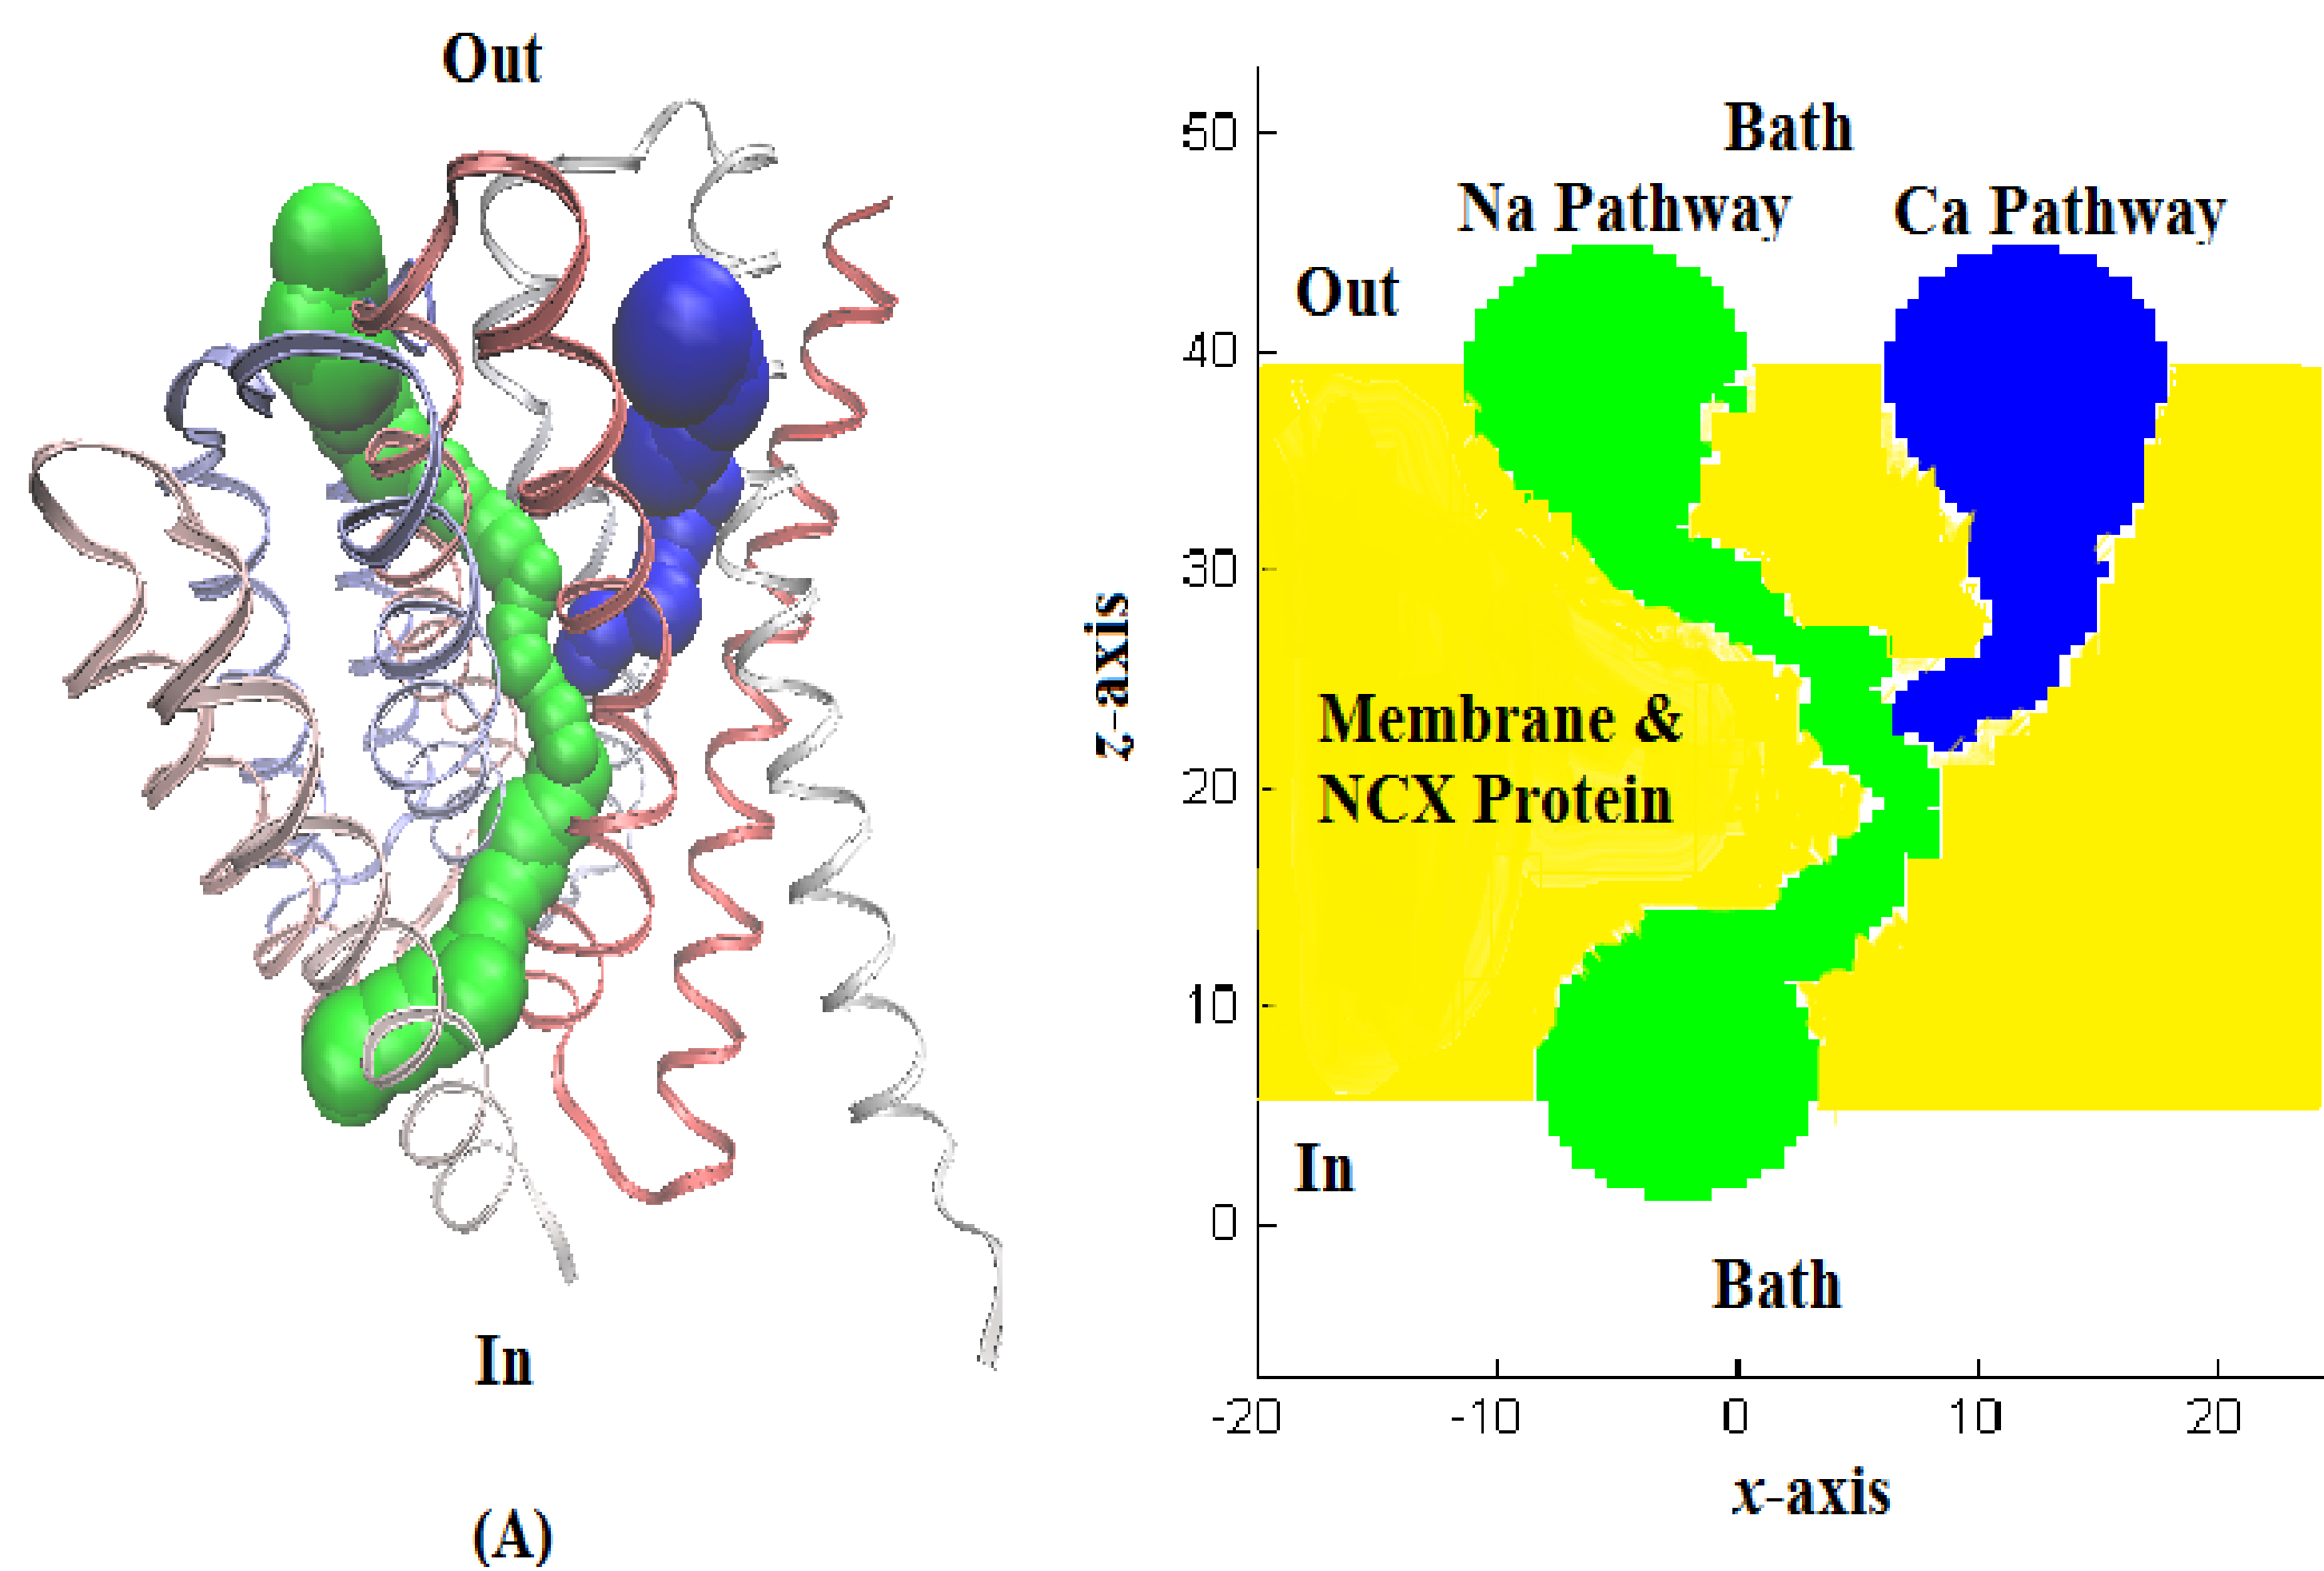 Out
In
(A)
Bath
Na Pathway
Ca Pathway
Out
Membrane &
NCX Protein
In
Bath
z-axis
50
40
30
20
10
0
-20
-10
0
10
20
x-axis